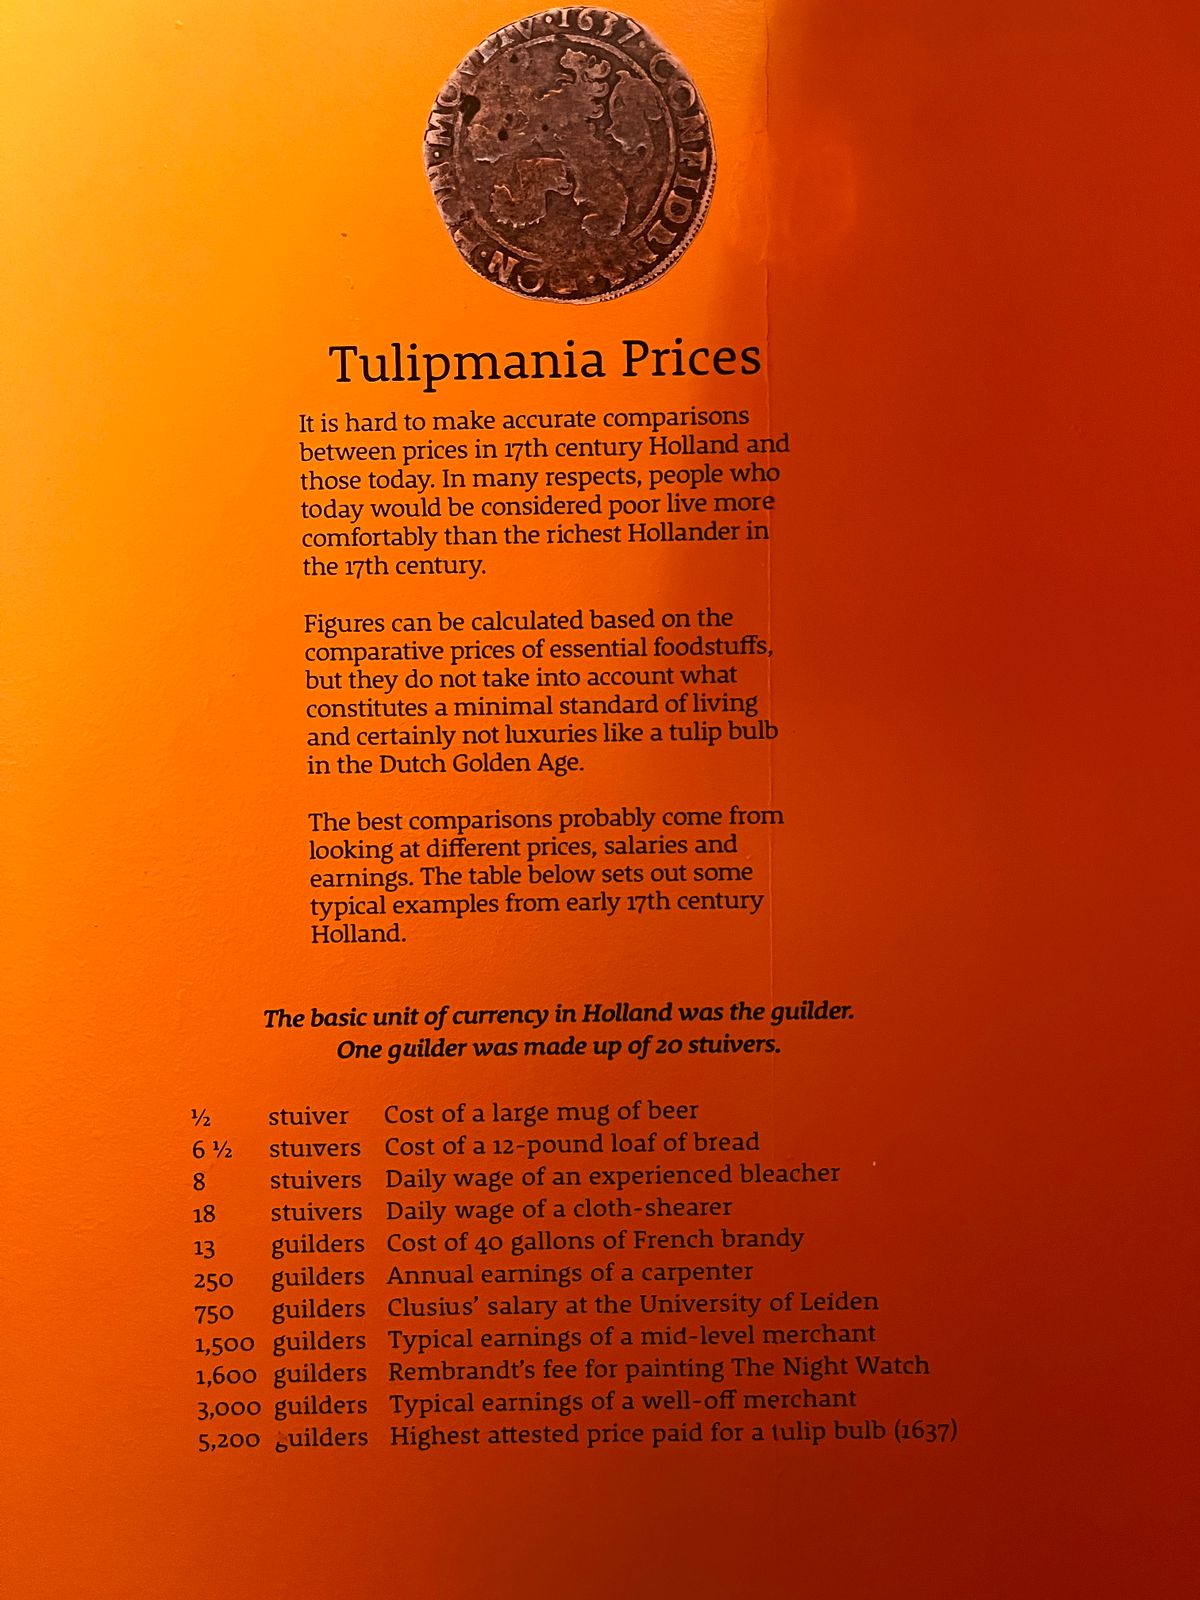 1637 · CONFIDENS
Tulipmania Prices
It is hard to make accurate comparisons
between prices in 17th century Holland and
those today. In many respects, people who
today would be considered poor live more
comfortably than the richest Hollander in
the 17th century.
Figures can be calculated based on the
comparative prices of essential foodstuffs,
but they do not take into account what
constitutes a minimal standard of living
and certainly not luxuries like a tulip bulb
in the Dutch Golden Age.
The best comparisons probably come from
looking at different prices, salaries and
earnings. The table below sets out some
typical examples from early 17th century
Holland.
The basic unit of currency in Holland was the guilder.
One guilder was made up of 20 stuivers.
½ stuiver Cost of a large mug of beer
6 ½ stuivers Cost of a 12-pound loaf of bread
8 stuivers Daily wage of an experienced bleacher
18 stuivers Daily wage of a cloth-shearer
13 guilders Cost of 40 gallons of French brandy
250 guilders Annual earnings of a carpenter
750 guilders Clusius’ salary at the University of Leiden
1,500 guilders Typical earnings of a mid-level merchant
1,600 guilders Rembrandt’s fee for painting The Night Watch
3,000 guilders Typical earnings of a well-off merchant
5,200 guilders Highest attested price paid for a tulip bulb (1637)